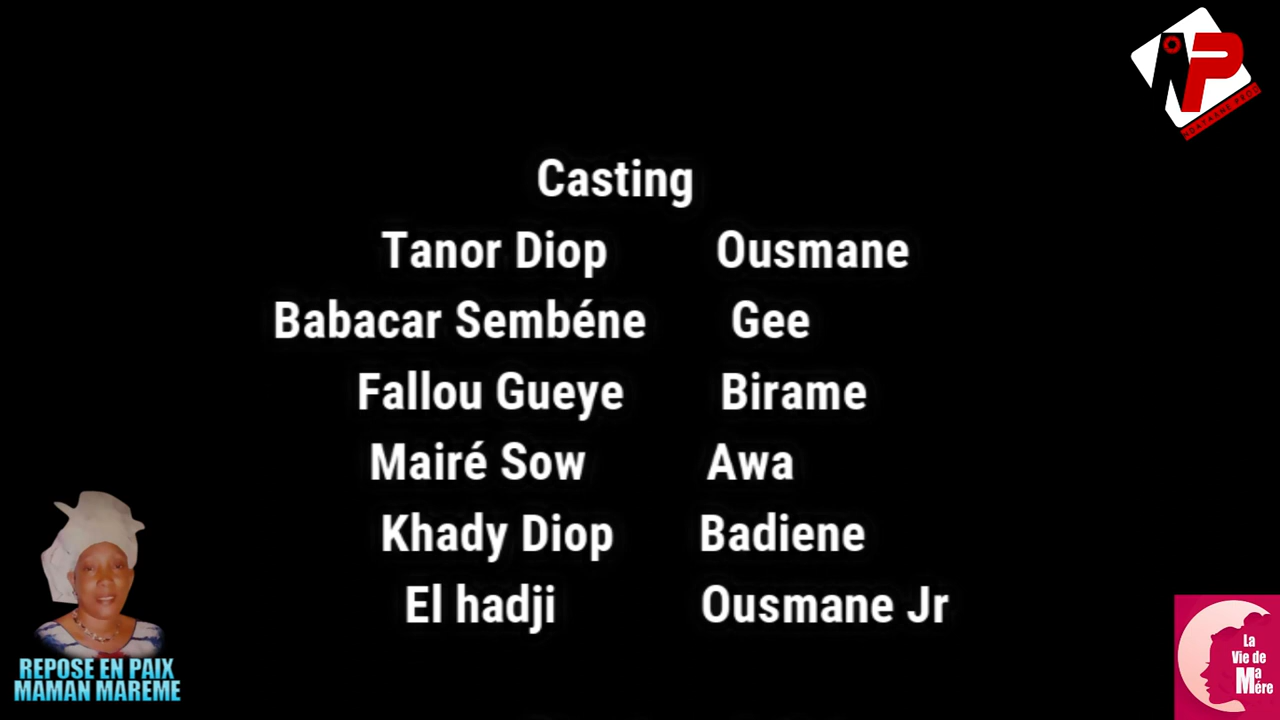 Casting
Tanor Diop Ousmane
Babacar Sembéne Gee
Fallou Gueye Birame
Mairé Sow Awa
Khady Diop Badiene
El hadji Ousmane Jr
REPOSE EN PAIX
MAMAN MAREME
La
Vie de
Ma
Mére